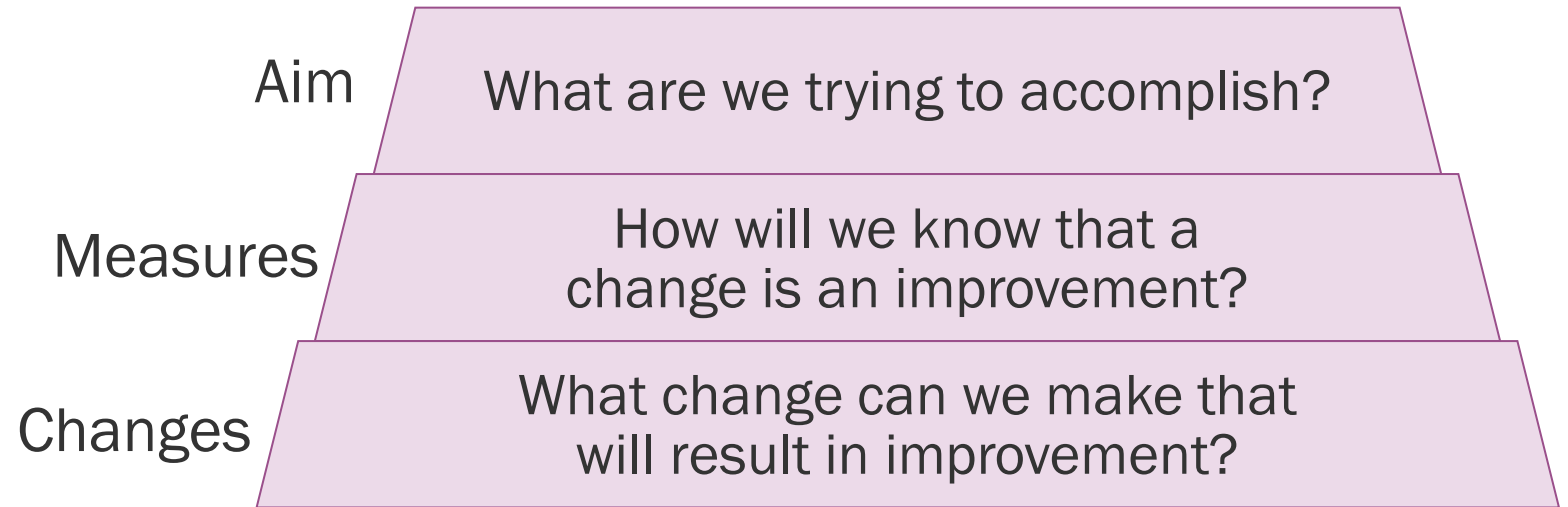 Aim
What are we trying to accomplish?
Measures
How will we know that a
change is an improvement?
Changes
What change can we make that
will result in improvement?